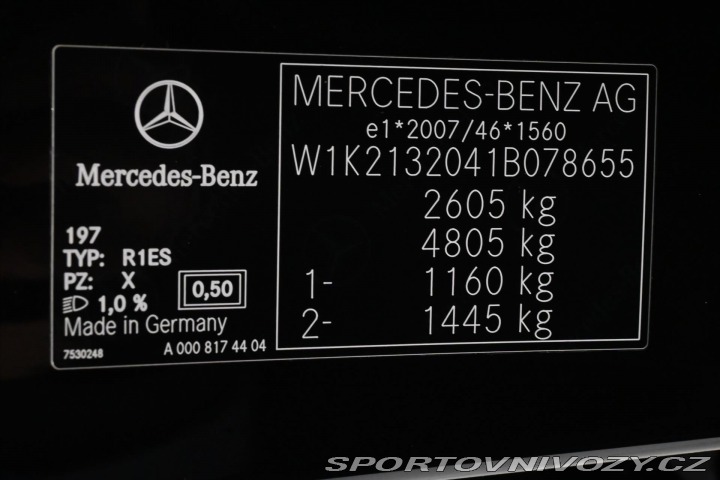 Mercedes-Benz
197
TYP: R1ES
PZ: X
1,0 %
0,50
Made in Germany
7530248
A 000 817 44 04
MERCEDES-BENZ AG
e1*2007/46*1560
W1K2132041B078655
2605 kg
4805 kg
1- 1160 kg
2- 1445 kg
SPORTOVNIVOZY.CZ